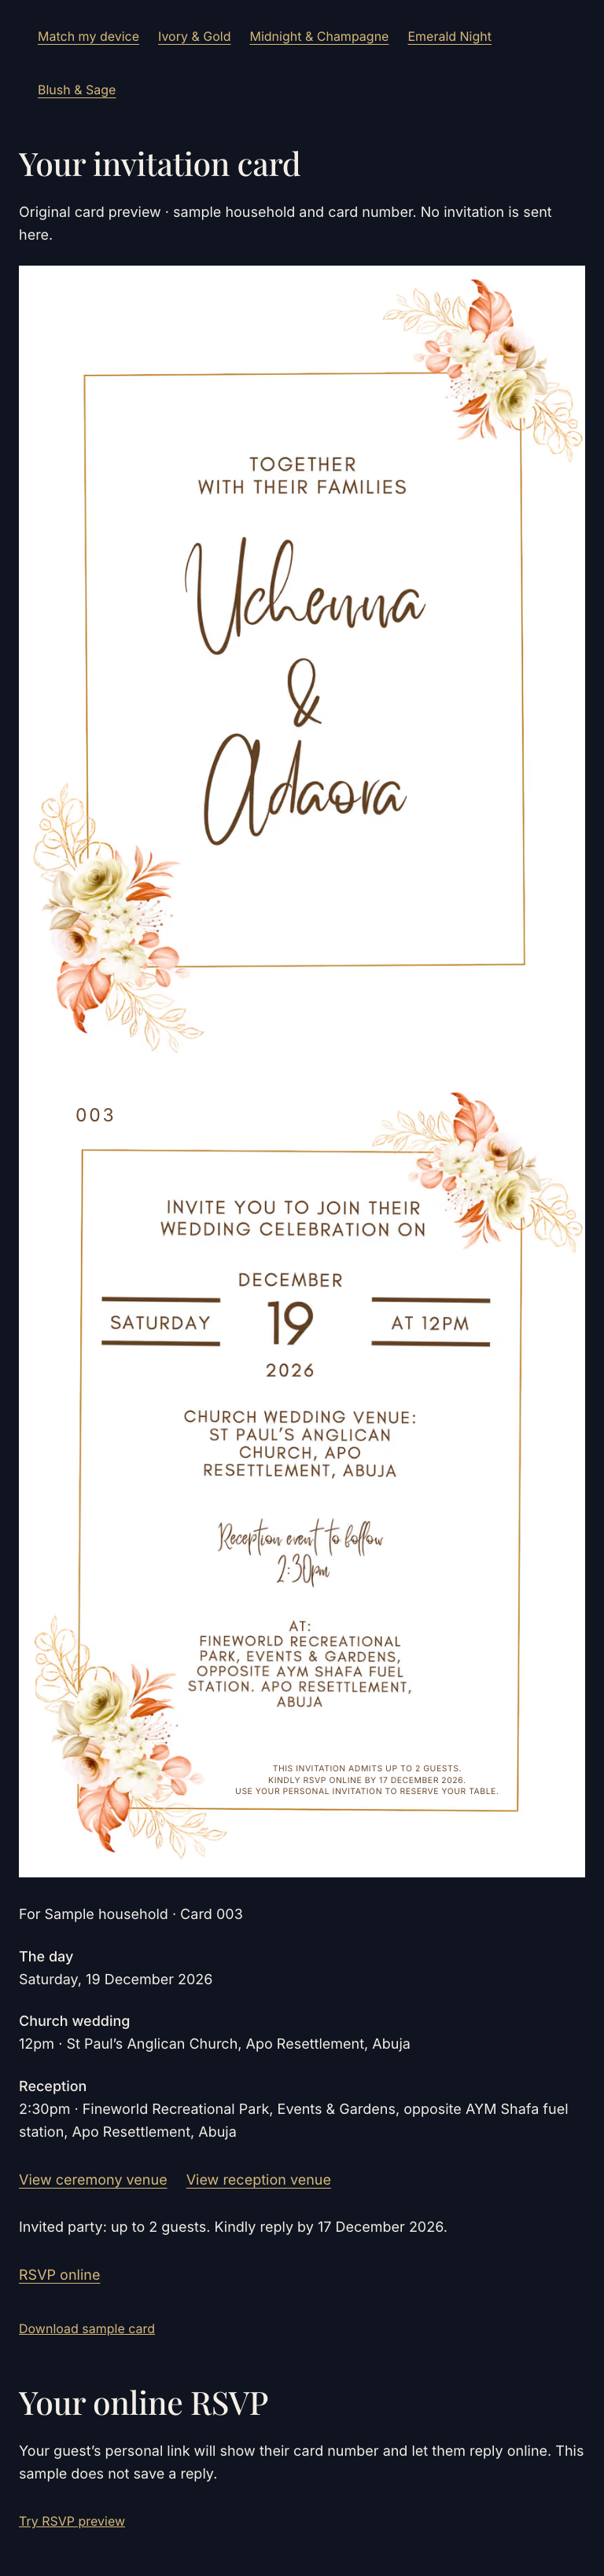 Match my device Ivory & Gold Midnight & Champagne Emerald Night
Blush & Sage
Your invitation card
Original card preview · sample household and card number. No invitation is sent
here.
TOGETHER
WITH THEIR FAMILIES
Uchenna
&
Adaora
003
INVITE YOU TO JOIN THEIR
WEDDING CELEBRATION ON
DECEMBER
SATURDAY 19 AT 12PM
2026
CHURCH WEDDING VENUE:
ST PAUL’S ANGLICAN
CHURCH, APO
RESETTLEMENT, ABUJA
Reception event to follow
2:30pm
AT:
FINEWORLD RECREATIONAL
PARK, EVENTS & GARDENS,
OPPOSITE AYM SHAFA FUEL
STATION. APO RESETTLEMENT,
ABUJA
THIS INVITATION ADMITS UP TO 2 GUESTS.
KINDLY RSVP ONLINE BY 17 DECEMBER 2026.
USE YOUR PERSONAL INVITATION TO RESERVE YOUR TABLE.
For Sample household · Card 003
The day
Saturday, 19 December 2026
Church wedding
12pm · St Paul’s Anglican Church, Apo Resettlement, Abuja
Reception
2:30pm · Fineworld Recreational Park, Events & Gardens, opposite AYM Shafa fuel
station, Apo Resettlement, Abuja
View ceremony venue View reception venue
Invited party: up to 2 guests. Kindly reply by 17 December 2026.
RSVP online
Download sample card
Your online RSVP
Your guest’s personal link will show their card number and let them reply online. This
sample does not save a reply.
Try RSVP preview